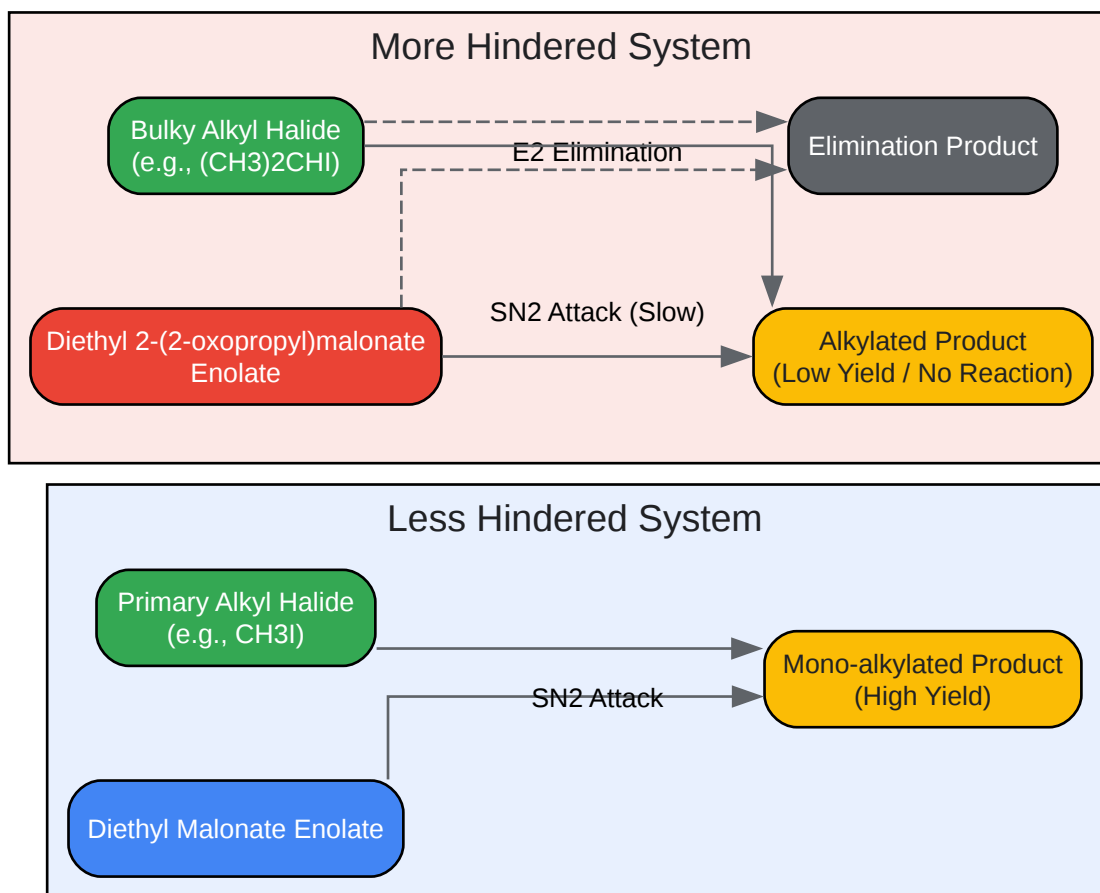 More Hindered System
Bulky Alkyl Halide
(e.g., (CH3)2CHI)
E2 Elimination
Elimination Product
Diethyl 2-(2-oxopropyl)malonate
Enolate
SN2 Attack (Slow)
Alkylated Product
(Low Yield / No Reaction)
Less Hindered System
Primary Alkyl Halide
(e.g., CH3I)
SN2 Attack
Mono-alkylated Product
(High Yield)
Diethyl Malonate Enolate